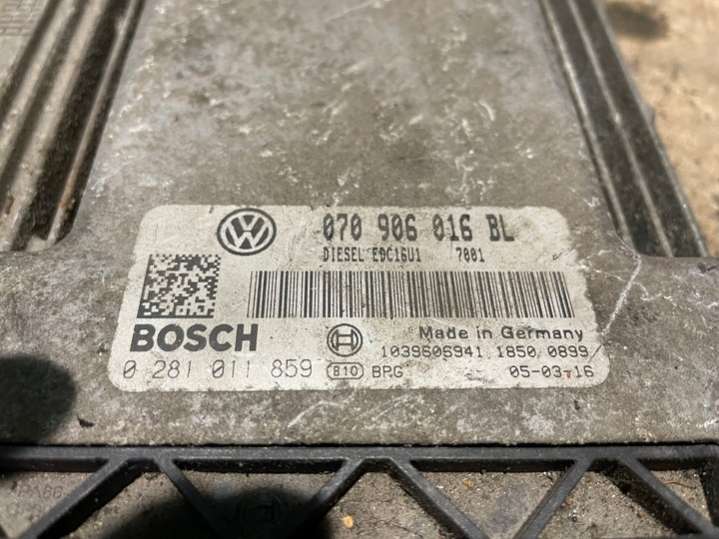 VW
070 906 016 BL
DIESEL EDC16U1 7001
BOSCH
Made in Germany
1039S06941 1850 0899
0 281 011 859 B10 BPG 05-03-16